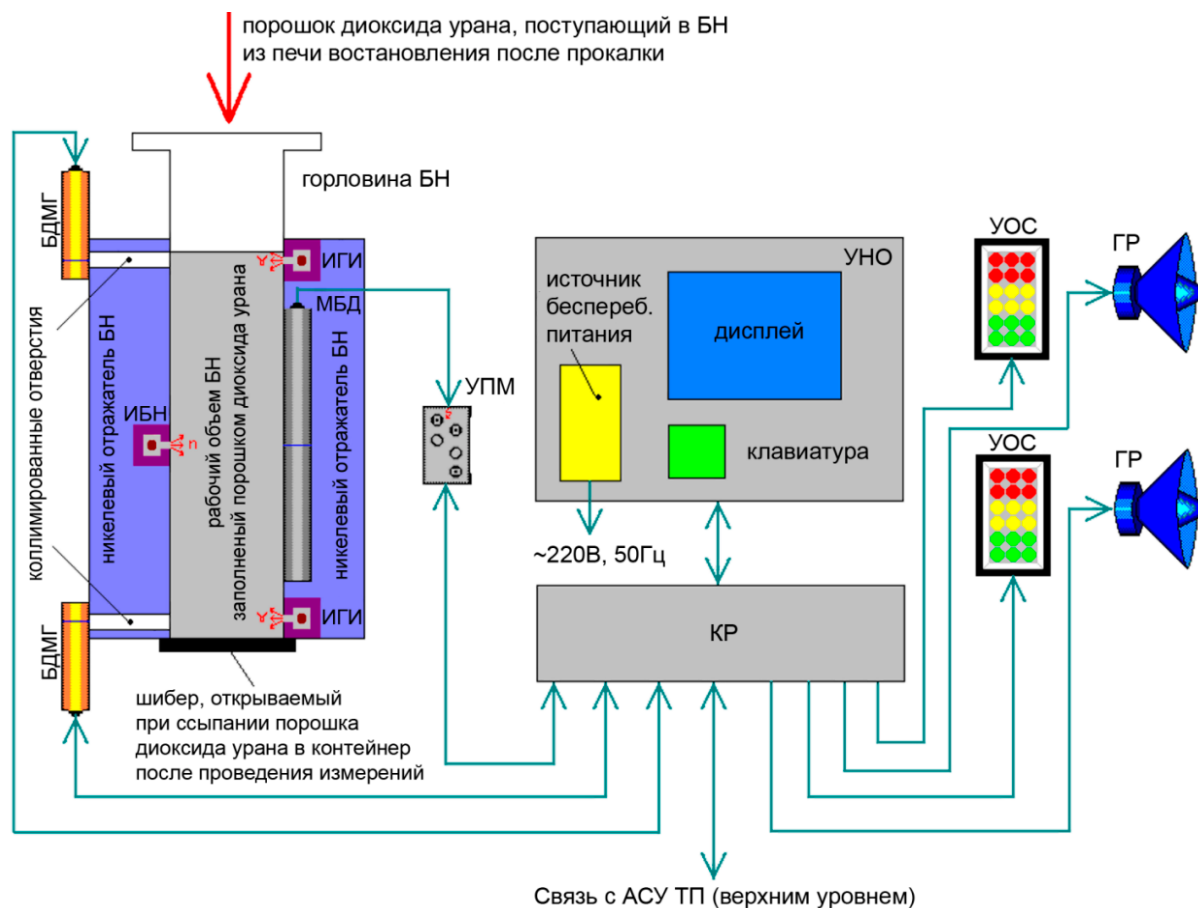 порошок диоксида урана, поступающий в БН
из печи востановления после прокалки
горловина БН
БДМГ
коллимированные отверстия
никелевый отражатель БН
ИБН
n
рабочий объем БН
заполненый порошком диоксида урана
γ
ИГИ
МБД
никелевый отражатель БН
γ
ИГИ
БДМГ
шибер, открываемый
при ссыпании порошка
диоксида урана в контейнер
после проведения измерений
УПМ
УНО
источник
беспереб.
питания
дисплей
клавиатура
~220В, 50Гц
КР
УОС
ГР
УОС
ГР
Связь с АСУ ТП (верхним уровнем)